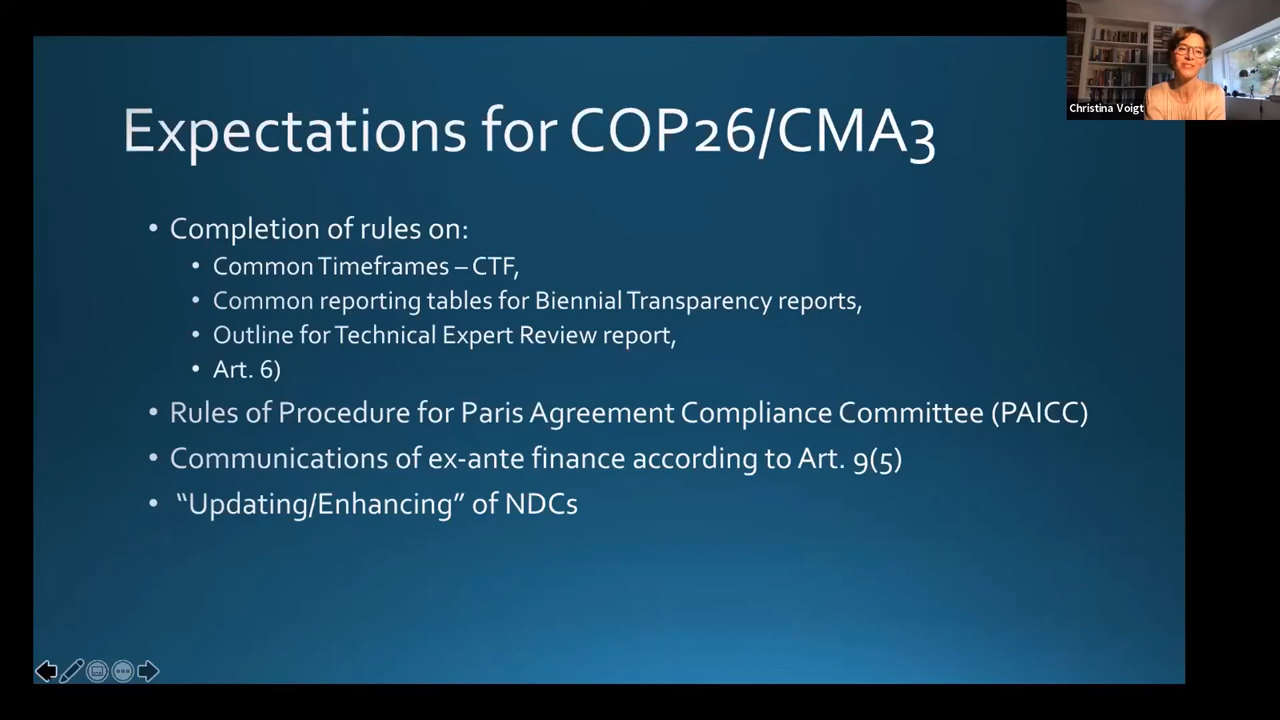 Christina Voigt
Expectations for COP26/CMA3
• Completion of rules on:
• Common Timeframes – CTF,
• Common reporting tables for Biennial Transparency reports,
• Outline for Technical Expert Review report,
• Art. 6)
• Rules of Procedure for Paris Agreement Compliance Committee (PAICC)
• Communications of ex-ante finance according to Art. 9(5)
• “Updating/Enhancing” of NDCs